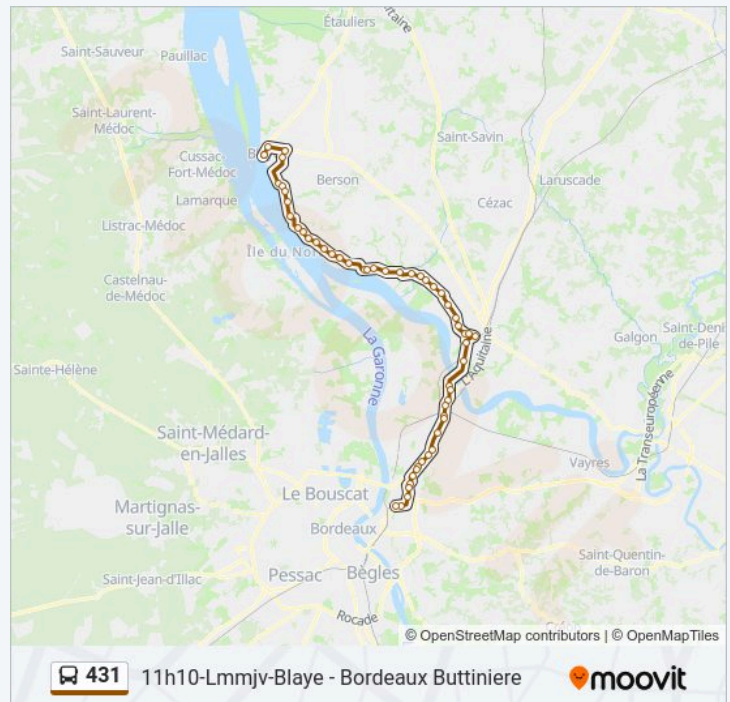 Étauliers
Saint-Sauveur
Pauillac
Saint-Laurent-
Médoc
Saint-Savin
Cussac-
Fort-Médoc
Berson
Laruscade
Lamarque
Cézac
Listrac-Médoc
Castelnau-
de-Médoc
La Garonne
L'Aquitaine
Galgon
Saint-Denis
de-Pile
Sainte-Hélène
La Transeuropéenne
Saint-Médard-
en-Jalles
Vayres
Le Bouscat
Martignas-
sur-Jalle
Bordeaux
Saint-Quentin-
de-Baron
Saint-Jean-d'Illac
Pessac
Bègles
Rocade
© OpenStreetMap contributors | © OpenMapTiles
431 11h10-Lmmjv-Blaye - Bordeaux Buttiniere
moovit